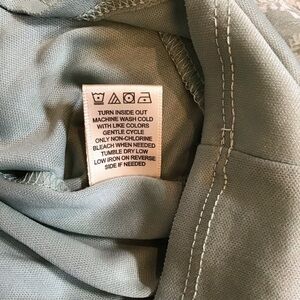 TURN INSIDE OUT
MACHINE WASH COLD
WITH LIKE COLORS
GENTLE CYCLE
ONLY NON-CHLORINE
BLEACH WHEN NEEDED
TUMBLE DRY LOW
LOW IRON ON REVERSE
SIDE IF NEEDED